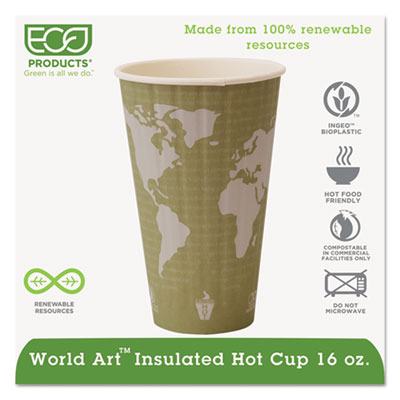 ECO
PRODUCTS®
Green is all we do.™
Made from 100% renewable
resources
INGEO™
BIOPLASTIC
HOT FOOD
FRIENDLY
COMPOSTABLE
IN COMMERCIAL
FACILITIES ONLY
RENEWABLE
RESOURCES
DO NOT
MICROWAVE
World Art™ Insulated Hot Cup 16 oz.